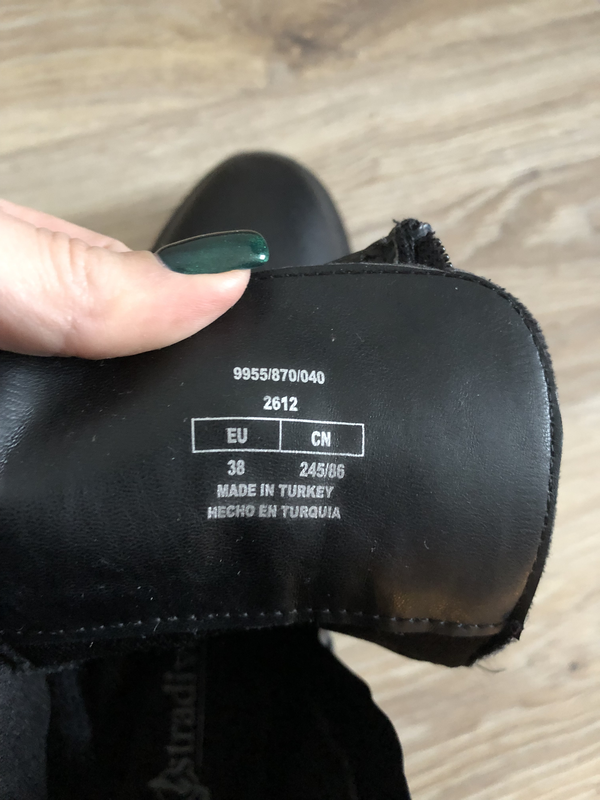 9955/870/040
2612
EU CN
38 245/86
MADE IN TURKEY
HECHO EN TURQUIA